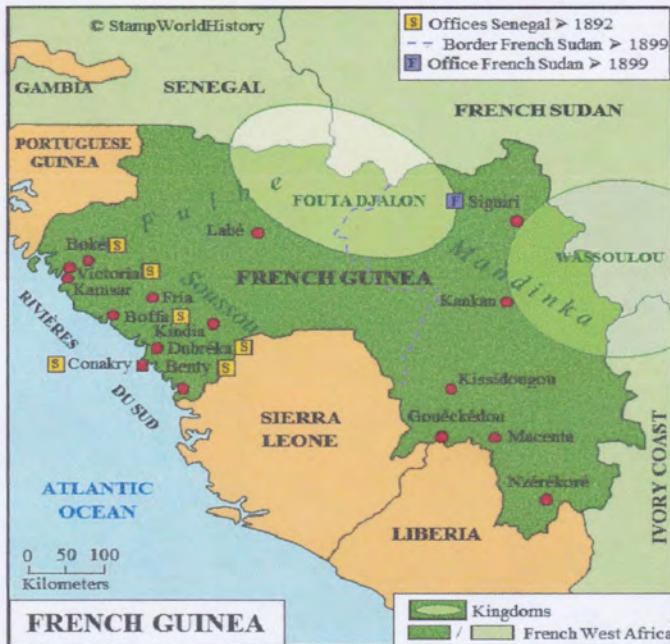 © StampWorldHistory
S Offices Senegal ➢ 1892
Border French Sudan ➢ 1899
F Office French Sudan ➢ 1899
GAMBIA
SENEGAL
FRENCH SUDAN
PORTUGUESE
GUINEA
Fulne
FOUTA DJALON
F Siguiri
Labé
WASSOULOU
Boké S
Mandinka
Victoria S
FRENCH GUINEA
Kamsar
Soussou
Fria
Kankan
Boffa S
Kindia
RIVIÈRES
DU SUD
Dubréka S
S Conakry
Benty S
Kissidougou
SIERRA
LEONE
Gouéckédou
Macenta
Nzérékoré
ATLANTIC
OCEAN
IVORY COAST
LIBERIA
0 50 100
Kilometers
FRENCH GUINEA
Kingdoms
/ French West Afric